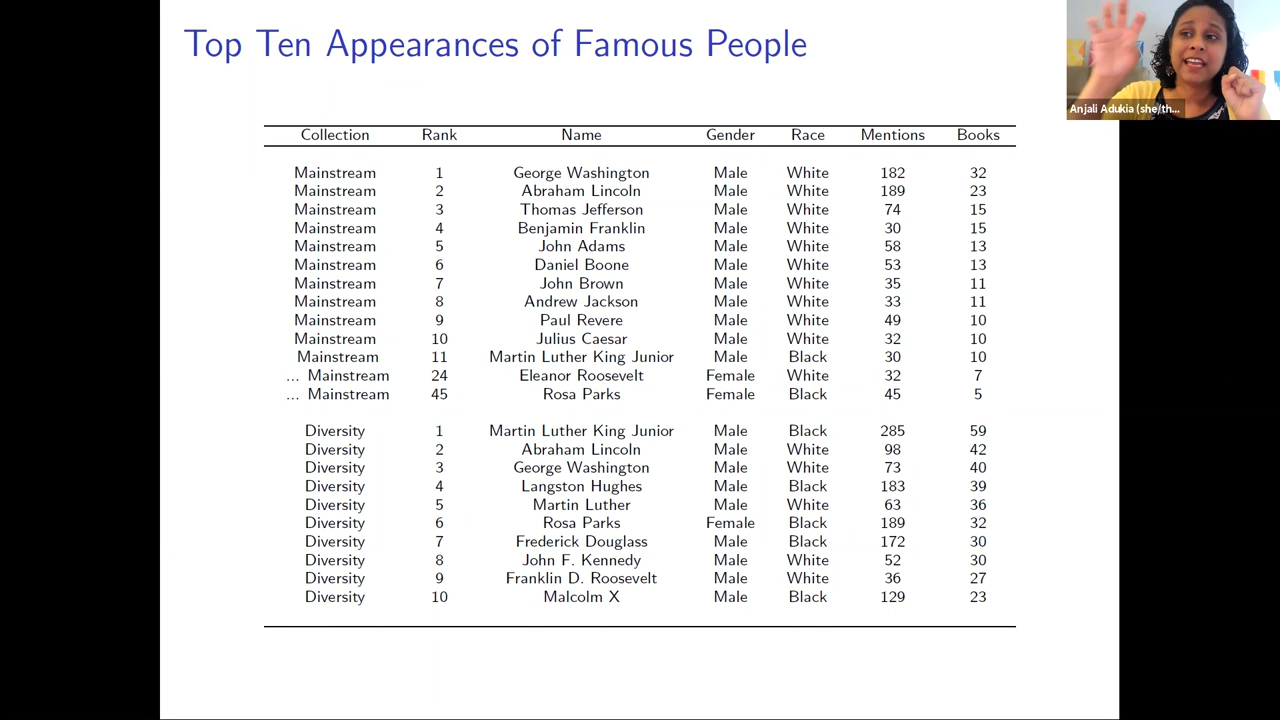 Top Ten Appearances of Famous People
Anjali Adukia (she/th...
Collection Rank Name Gender Race Mentions Books
Mainstream 1 George Washington Male White 182 32
Mainstream 2 Abraham Lincoln Male White 189 23
Mainstream 3 Thomas Jefferson Male White 74 15
Mainstream 4 Benjamin Franklin Male White 30 15
Mainstream 5 John Adams Male White 58 13
Mainstream 6 Daniel Boone Male White 53 13
Mainstream 7 John Brown Male White 35 11
Mainstream 8 Andrew Jackson Male White 33 11
Mainstream 9 Paul Revere Male White 49 10
Mainstream 10 Julius Caesar Male White 32 10
Mainstream 11 Martin Luther King Junior Male Black 30 10
... Mainstream 24 Eleanor Roosevelt Female White 32 7
... Mainstream 45 Rosa Parks Female Black 45 5
Diversity 1 Martin Luther King Junior Male Black 285 59
Diversity 2 Abraham Lincoln Male White 98 42
Diversity 3 George Washington Male White 73 40
Diversity 4 Langston Hughes Male Black 183 39
Diversity 5 Martin Luther Male White 63 36
Diversity 6 Rosa Parks Female Black 189 32
Diversity 7 Frederick Douglass Male Black 172 30
Diversity 8 John F. Kennedy Male White 52 30
Diversity 9 Franklin D. Roosevelt Male White 36 27
Diversity 10 Malcolm X Male Black 129 23